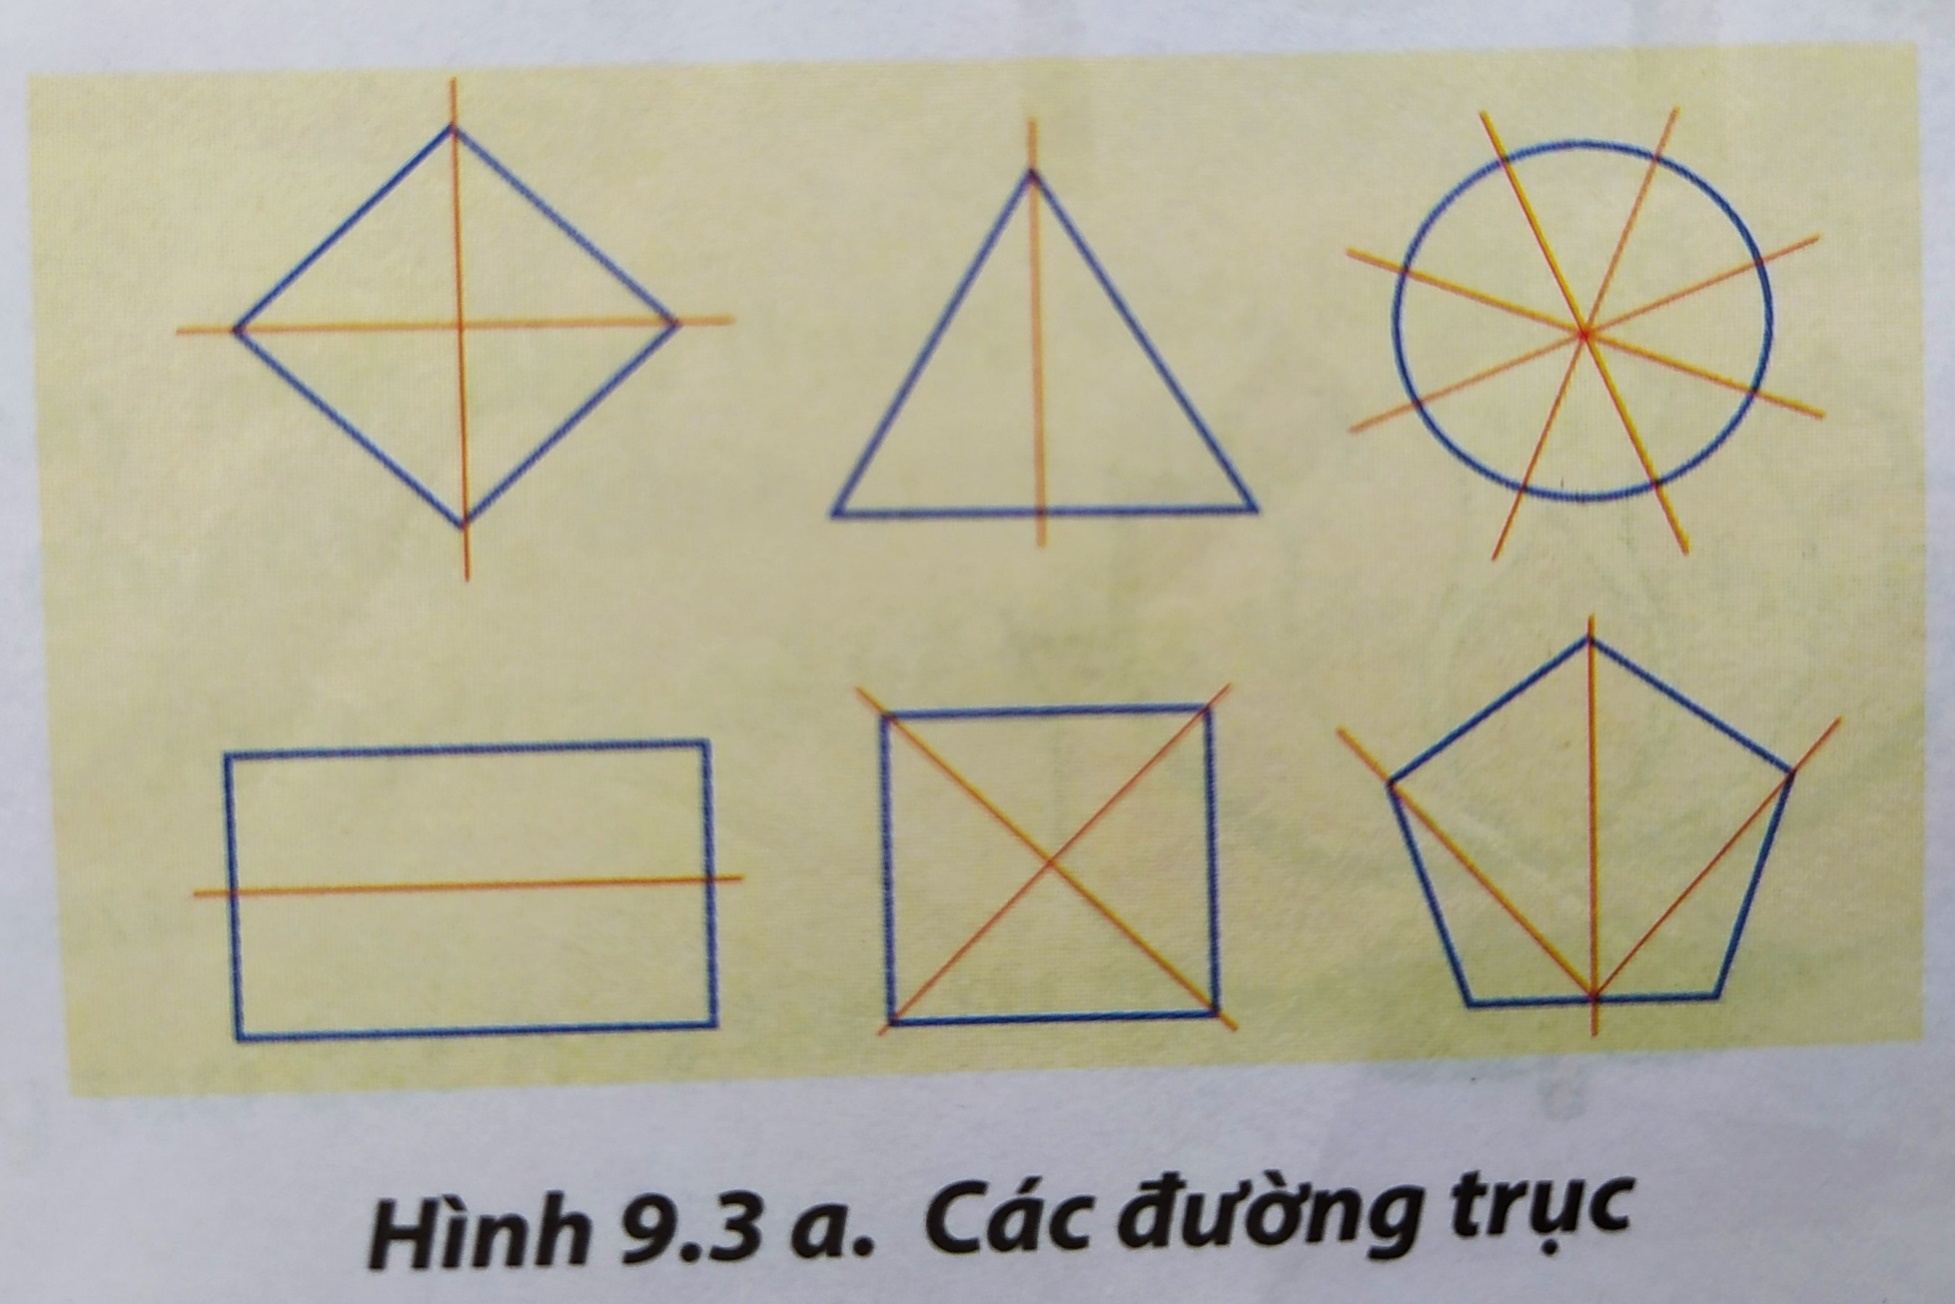 Hình 9.3 a. Các đường trục